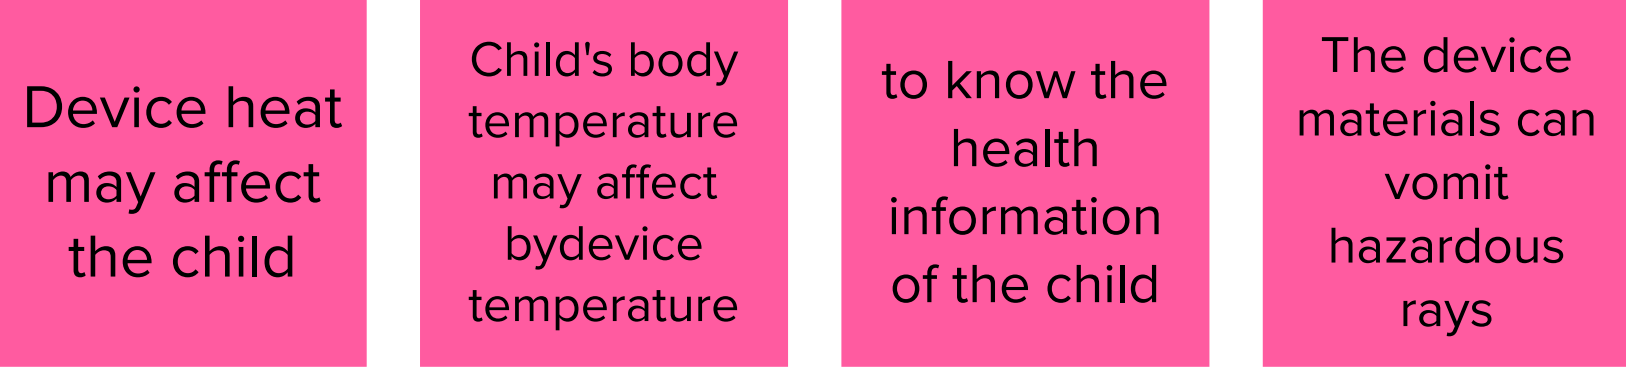 Device heat
may affect
the child
Child's body
temperature
may affect
bydevice
temperature
to know the
health
information
of the child
The device
materials can
vomit
hazardous
rays